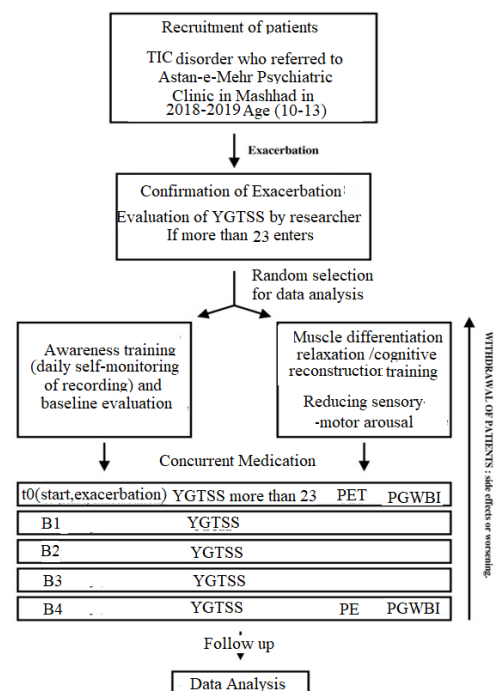 Recruitment of patients
TIC disorder who referred to
Astan-e-Mehr Psychiatric
Clinic in Mashhad in
2018-2019 Age (10-13)
Exacerbation
Confirmation of Exacerbation
Evaluation of YGTSS by researcher
If more than 23 enters
Random selection
for data analysis
Awareness training
(daily self-monitoring
of recording) and
baseline evaluation
Muscle differentiation
relaxation /cognitive
reconstruction training
Reducing sensory-
-motor arousal
WITHDRAWAL OF PATIENTS : side effects or worsening.
Concurrent Medication
t0(start,exacerbation) YGTSS more than 23 PET PGWBI
B1 YGTSS
B2 YGTSS
B3 YGTSS
B4 YGTSS PE PGWBI
Follow up
Data Analysis